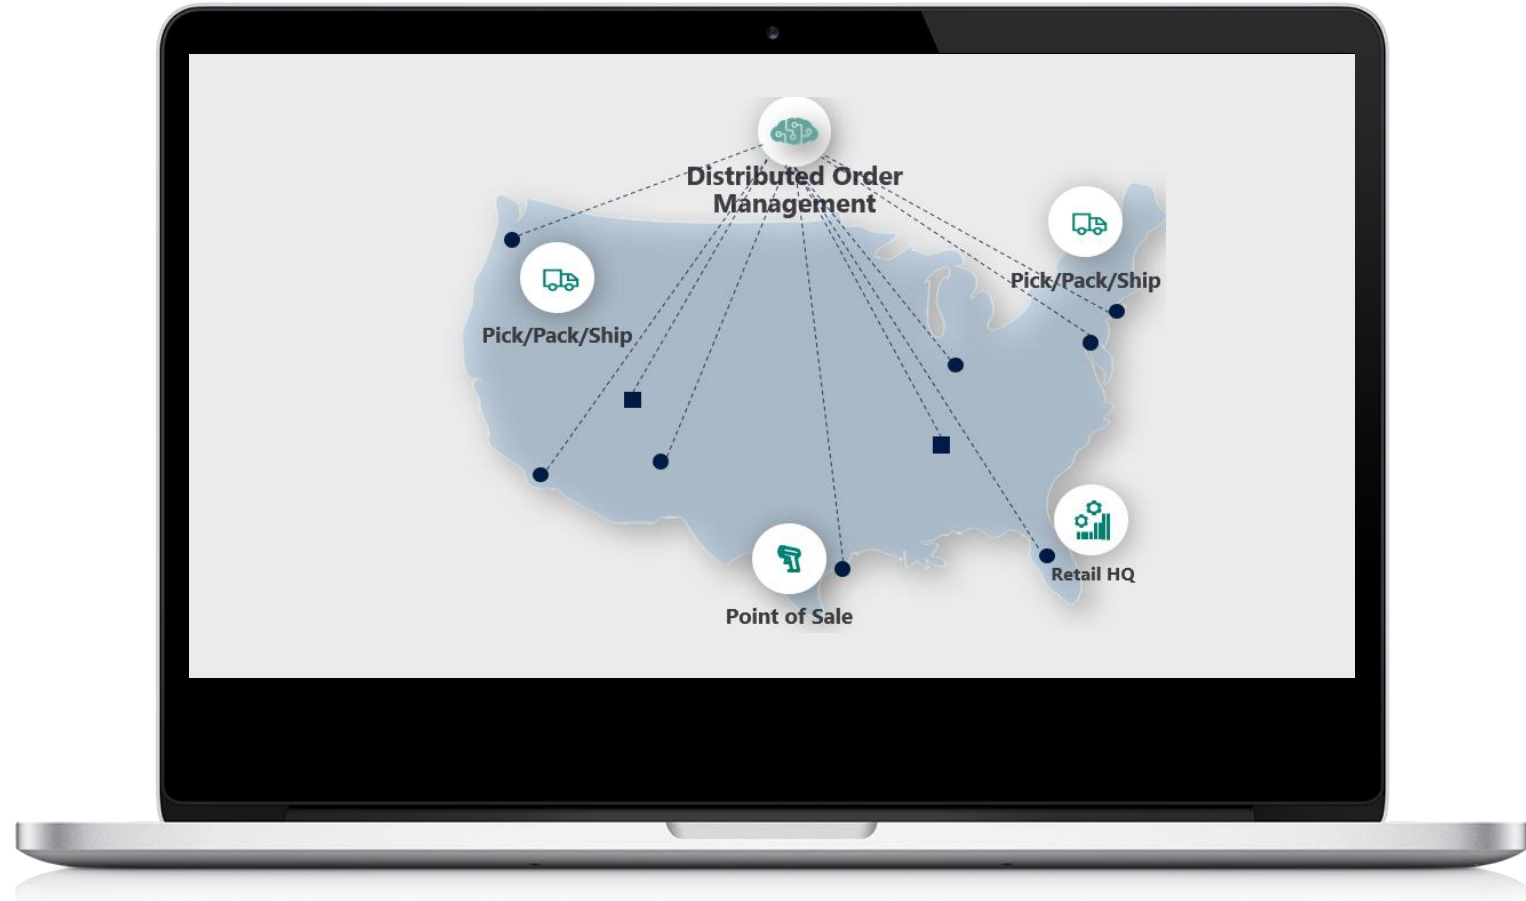 Distributed Order
Management
Pick/Pack/Ship
Pick/Pack/Ship
Retail HQ
Point of Sale